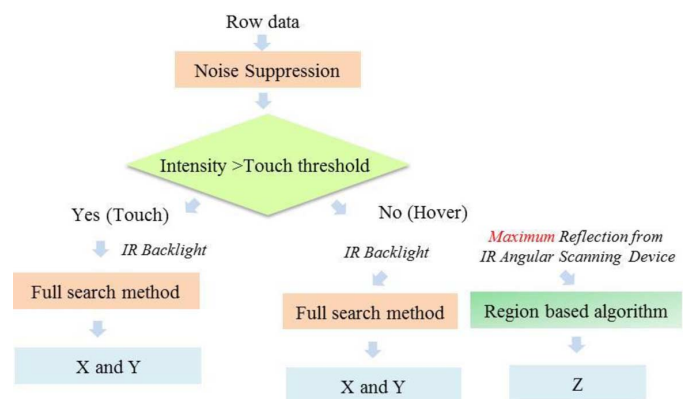 Row data
Noise Suppression
Intensity >Touch threshold
Yes (Touch)
No (Hover)
IR Backlight
Full search method
X and Y
IR Backlight
Full search method
X and Y
Maximum Reflection from
IR Angular Scanning Device
Region based algorithm
Z